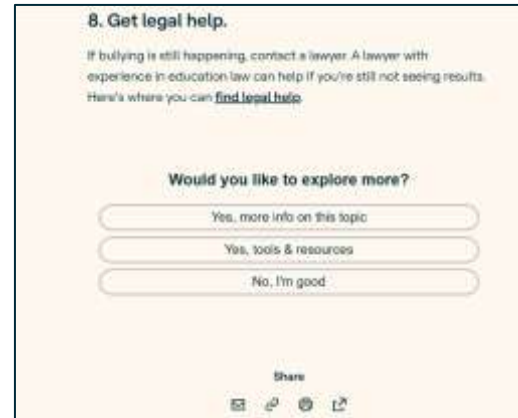 8. Get legal help.
If bullying is still happening, contact a lawyer. A lawyer with
experience in education law can help if you're still not seeing results.
Here's where you can find legal help.
Would you like to explore more?
Yes, more info on this topic
Yes, tools & resources
No, I'm good
Share